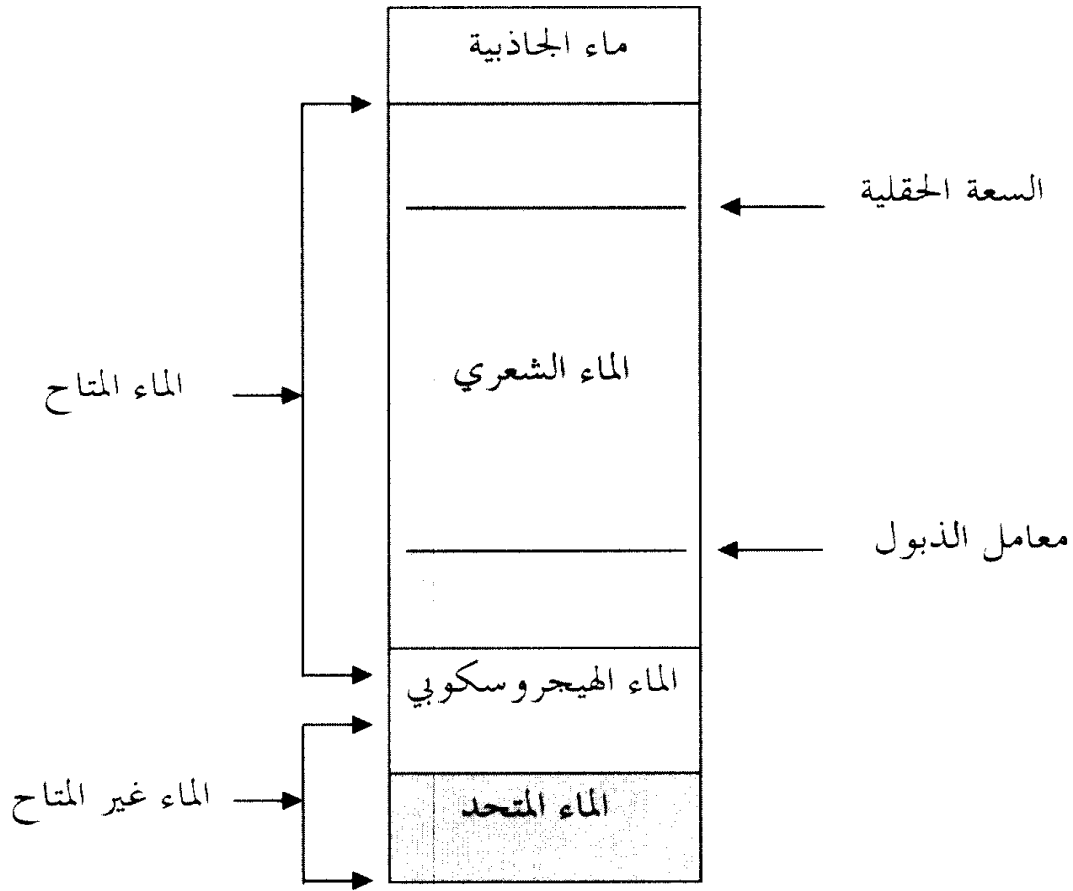 ماء الجاذبية
السعة الحقلية
الماء الشعري
الماء المتاح
معامل الذبول
الماء الهيجروسكوبي
الماء غير المتاح
الماء المتحد